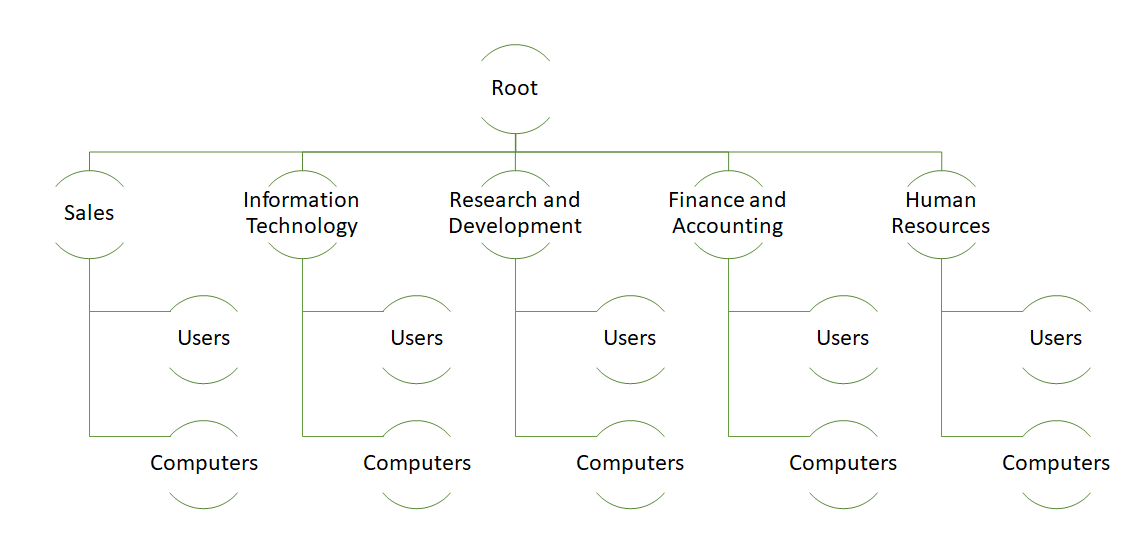 Root
Sales
Information
Technology
Research and
Development
Finance and
Accounting
Human
Resources
Users
Users
Users
Users
Users
Computers
Computers
Computers
Computers
Computers